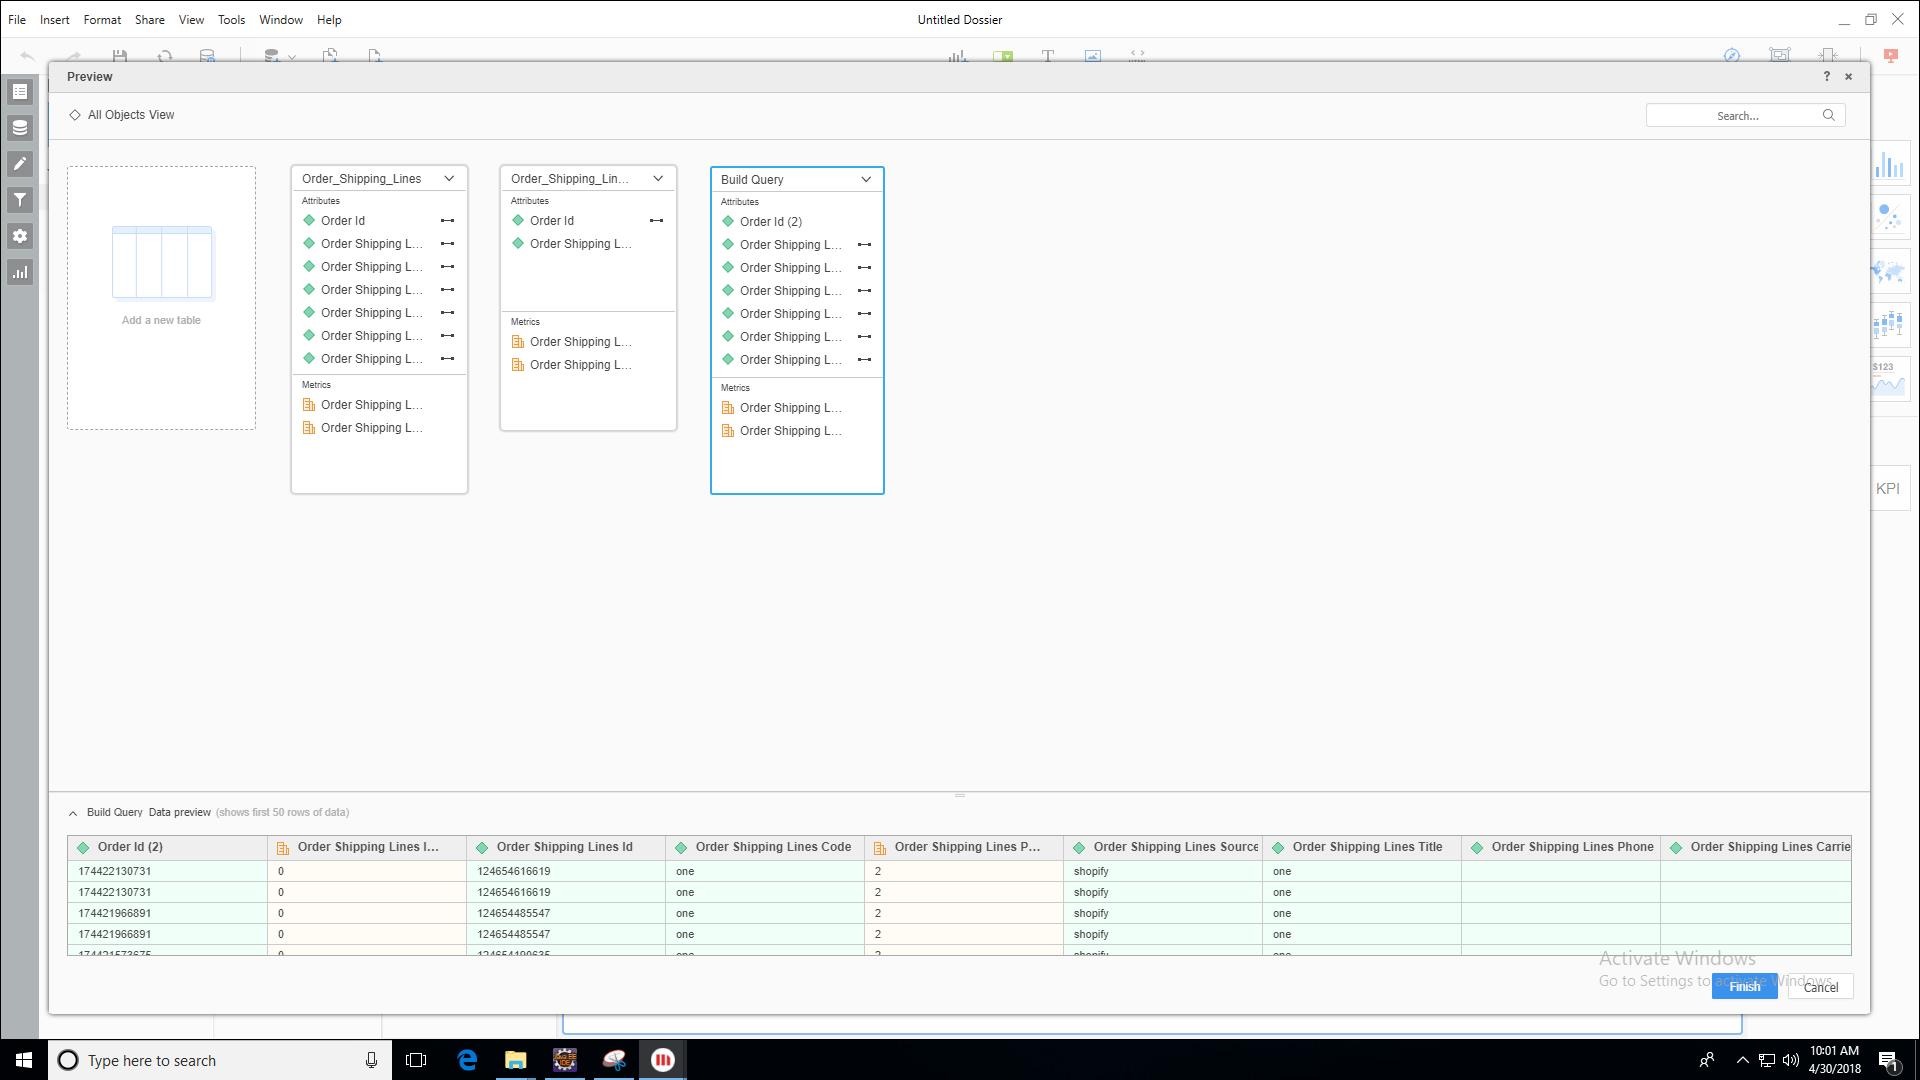 File Insert Format Share View Tools Window Help
Untitled Dossier
Preview
All Objects View
Search...
Add a new table
Order_Shipping_Lines
Attributes
Order Id
Order Shipping L...
Order Shipping L...
Order Shipping L...
Order Shipping L...
Order Shipping L...
Order Shipping L...
Metrics
Order Shipping L...
Order Shipping L...
Order_Shipping_Lin...
Attributes
Order Id
Order Shipping L...
Metrics
Order Shipping L...
Order Shipping L...
Build Query
Attributes
Order Id (2)
Order Shipping L...
Order Shipping L...
Order Shipping L...
Order Shipping L...
Order Shipping L...
Order Shipping L...
Metrics
Order Shipping L...
Order Shipping L...
$123
KPI
Build Query Data preview (shows first 50 rows of data)
Order Id (2) Order Shipping Lines I... Order Shipping Lines Id Order Shipping Lines Code Order Shipping Lines P... Order Shipping Lines Source Order Shipping Lines Title Order Shipping Lines Phone Order Shipping Lines Carrie
174422130731 0 124654616619 one 2 shopify one
174422130731 0 124654616619 one 2 shopify one
174421966891 0 124654485547 one 2 shopify one
174421966891 0 124654485547 one 2 shopify one
Activate Windows
Go to Settings to activate Windows.
Finish Cancel
Type here to search
10:01 AM
4/30/2018
1